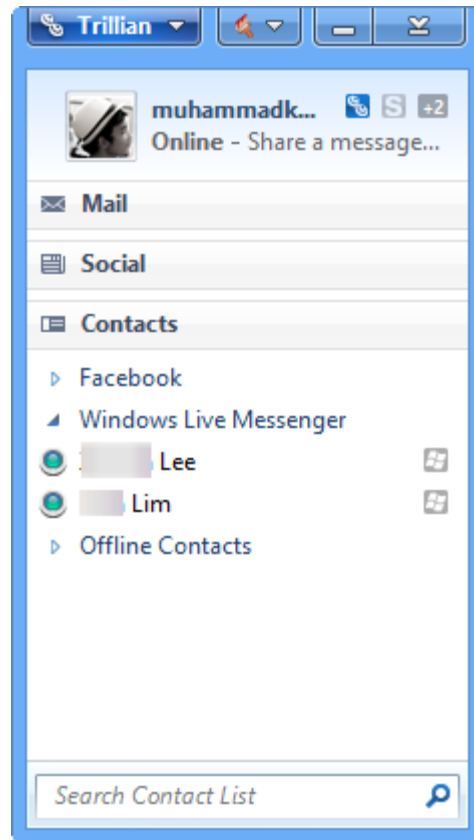 Trillian
muhammadk... S +2
Online - Share a message...
Mail
Social
Contacts
Facebook
Windows Live Messenger
Lee
Lim
Offline Contacts
Search Contact List